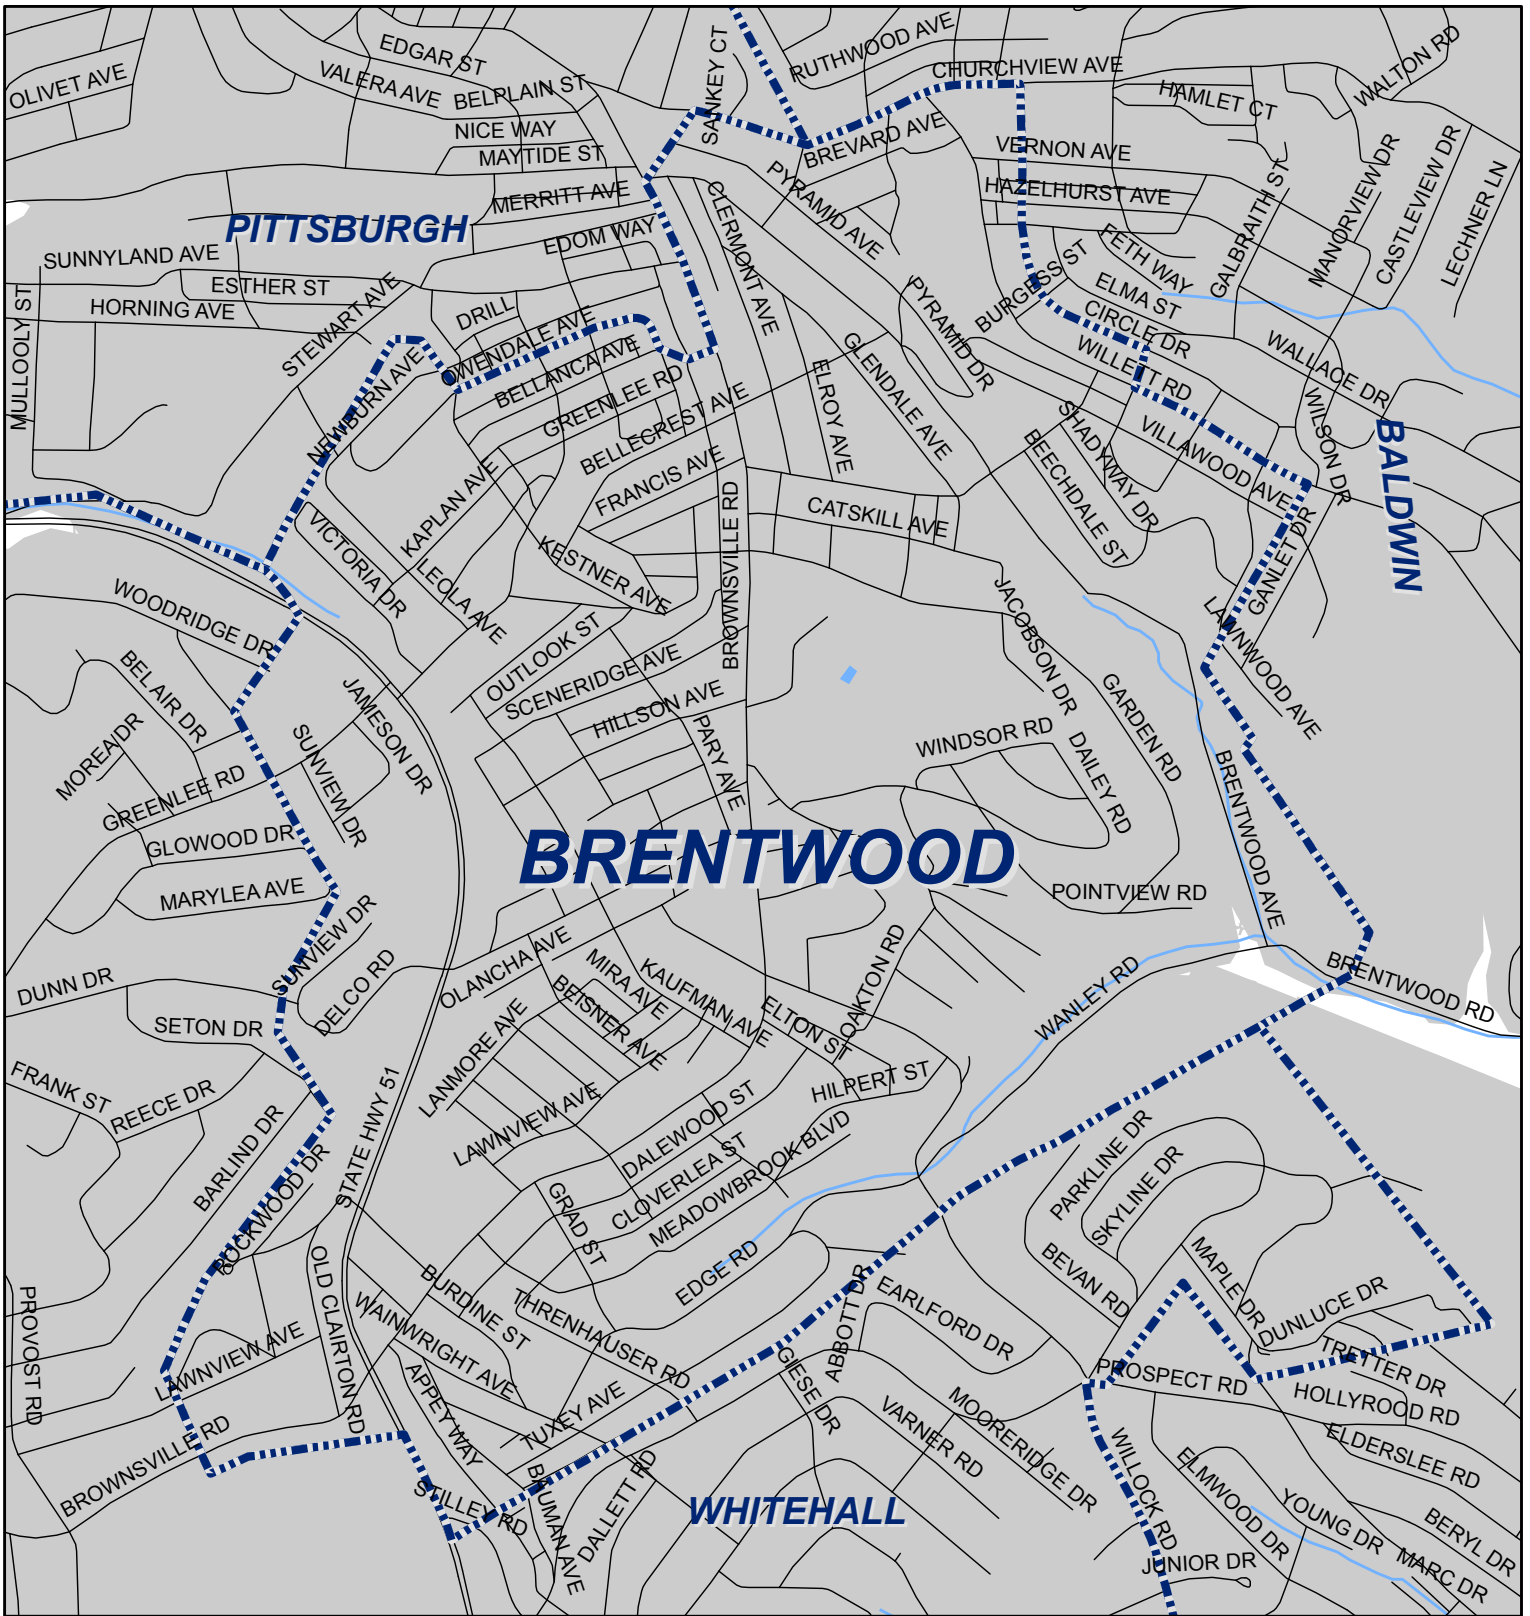 EDGAR ST
RUTHWOOD AVE
SANKEY CT
WALTON RD
OLIVET AVE
VALERA AVE
BELPLAIN ST
CHURCHVIEW AVE
HAMLET CT
NICE WAY
MAYTIDE ST
BREVARD AVE
VERNON AVE
MERRITT AVE
PYRAMID AVE
HAZELHURST AVE
GALBRAITH ST
MANORVIEW DR
CASTLEVIEW DR
LECHNER LN
PITTSBURGH
EDOM WAY
CLERMONT AVE
FETH WAY
SUNNYLAND AVE
ESTHER ST
HORNING AVE
MULLOOLY ST
STEWART AVE
DRILL
OWENDALE AVE
BURGESS ST
ELMA ST
CIRCLE DR
WILLETT RD
PYRAMID DR
GLENDALE AVE
WALLACE DR
NEWBURN AVE
BELLANCA AVE
GREENLEE RD
BELLECREST AVE
ELROY AVE
WILSON DR
BALDWIN
SHADYWAY DR
BEECHDALE ST
VILLAWOOD AVE
FRANCIS AVE
KAPLAN AVE
CATSKILL AVE
VICTORIA DR
LEOLA AVE
KESTNER AVE
BROWNSVILLE RD
GANLET DR
LAWNWOOD AVE
WOODRIDGE DR
OUTLOOK ST
SCENERIDGE AVE
JACOBSON DR
BEL AIR DR
JAMESON DR
HILLSON AVE
PARY AVE
GARDEN RD
MOREA DR
SUNVIEW DR
WINDSOR RD
DAILEY RD
BRENTWOOD AVE
GREENLEE RD
GLOWOOD DR
BRENTWOOD
MARYLEA AVE
POINTVIEW RD
SUNVIEW DR
DELCO RD
OLANCHA AVE
MIRA AVE
KAUFMAN AVE
OAKTON RD
BRENTWOOD RD
DUNN DR
SETON DR
BEISNER AVE
ELTON ST
WANLEY RD
LANMORE AVE
FRANK ST
REECE DR
STATE HWY 51
HILPERT ST
LAWNVIEW AVE
DALEWOOD ST
CLOVERLEA ST
MEADOWBROOK BLVD
BARLIND DR
ROCKWOOD DR
GRAD ST
PARKLINE DR
SKYLINE DR
BEVAN RD
MAPLE DR
EDGE RD
PROVOST RD
OLD CLAIRTON RD
BURDINE ST
THRENHAUSER RD
ABBOTT DR
EARLFORD DR
DUNLUCE DR
WAINWRIGHT AVE
TRETTER DR
LAWNVIEW AVE
APPEY WAY
TUXEY AVE
GIESE DR
PROSPECT RD
HOLLYROOD RD
MOORERIDGE DR
VARNER RD
ELDERSLEE RD
BROWNSVILLE RD
WILLOCK RD
ELMWOOD DR
STILLEY RD
BAUMAN AVE
DALLETT RD
WHITEHALL
YOUNG DR
BERYL DR
JUNIOR DR
MARC DR